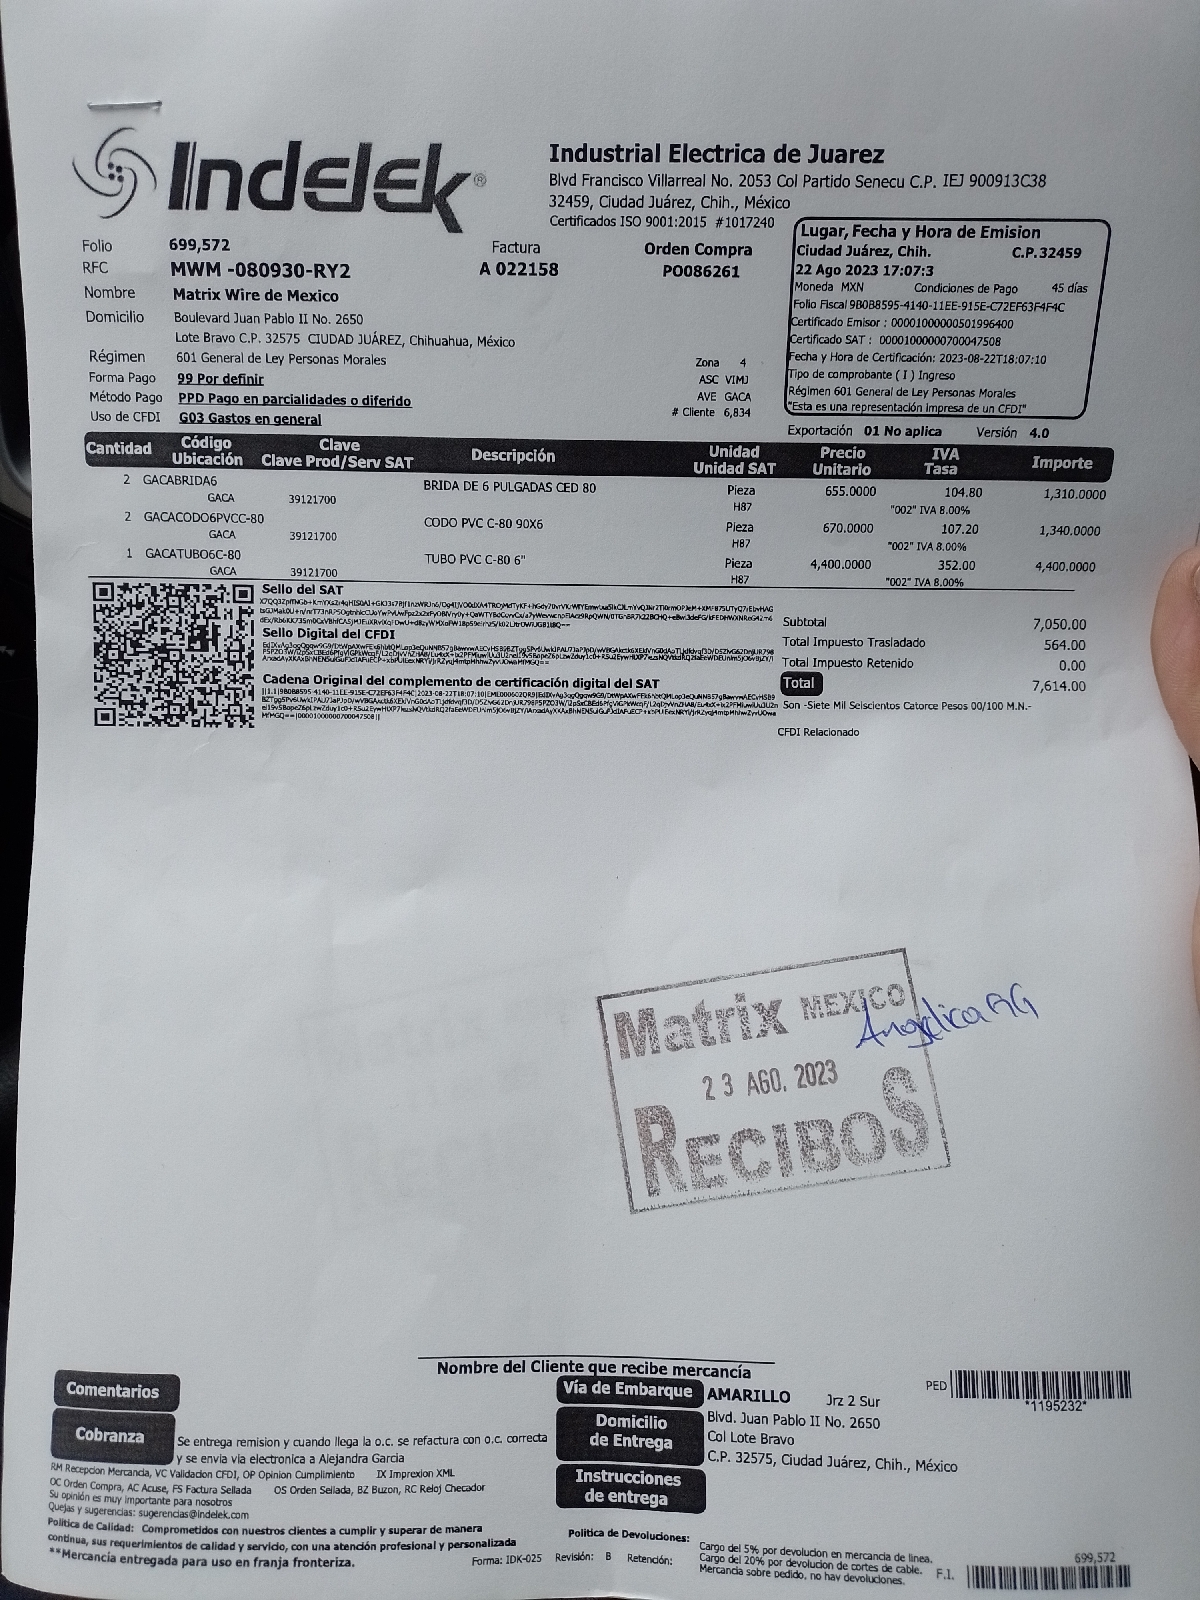 Indelek®
Industrial Electrica de Juarez
Blvd Francisco Villarreal No. 2053 Col Partido Senecu C.P. IEJ 900913C38
32459, Ciudad Juárez, Chih., México
Certificados ISO 9001:2015 #1017240
Folio 699,572 Factura Orden Compra
RFC MWM -080930-RY2 A 022158 PO086261
Nombre Matrix Wire de Mexico
Domicilio Boulevard Juan Pablo II No. 2650
Lote Bravo C.P. 32575 CIUDAD JUÁREZ, Chihuahua, México
Régimen 601 General de Ley Personas Morales
Forma Pago 99 Por definir
Método Pago PPD Pago en parcialidades o diferido
Uso de CFDI G03 Gastos en general
Zona 4
ASC VIMJ
AVE GACA
# Cliente 6,834
Lugar, Fecha y Hora de Emision
Ciudad Juárez, Chih. C.P. 32459
22 Ago 2023 17:07:3
Moneda MXN Condiciones de Pago 45 días
Folio Fiscal 9B0B8595-4140-11EE-915E-C72EF63F4F4C
Certificado Emisor : 00001000000501996400
Certificado SAT : 00001000000700047508
Fecha y Hora de Certificación: 2023-08-22T18:07:10
Tipo de comprobante ( I ) Ingreso
Régimen 601 General de Ley Personas Morales
"Esta es una representación impresa de un CFDI"
Exportación 01 No aplica Versión 4.0
Cantidad Código Ubicación Clave Clave Prod/Serv SAT Descripción Unidad Unidad SAT Precio Unitario IVA Tasa Importe
2 GACABRIDA6 BRIDA DE 6 PULGADAS CED 80 Pieza 655.0000 104.80 1,310.0000
GACA 39121700 H87 "002" IVA 8.00%
2 GACACODO6PVCC-80 CODO PVC C-80 90X6 Pieza 670.0000 107.20 1,340.0000
GACA 39121700 H87 "002" IVA 8.00%
1 GACATUBO6C-80 TUBO PVC C-80 6" Pieza 4,400.0000 352.00 4,400.0000
GACA 39121700 H87 "002" IVA 8.00%
Sello del SAT
Sello Digital del CFDI
Cadena Original del complemento de certificación digital del SAT
Subtotal 7,050.00
Total Impuesto Trasladado 564.00
Total Impuesto Retenido 0.00
Total 7,614.00
Son -Siete Mil Seiscientos Catorce Pesos 00/100 M.N.-
CFDI Relacionado
Matrix MEXICO
23 AGO. 2023
RECIBOS
Angelica
Nombre del Cliente que recibe mercancía
Comentarios
Cobranza
Se entrega remision y cuando llega la o.c. se refactura con o.c. correcta
y se envia via electronica a Alejandra Garcia
Vía de Embarque AMARILLO Jrz 2 Sur
Domicilio de Entrega
Blvd. Juan Pablo II No. 2650
Col Lote Bravo
C.P. 32575, Ciudad Juárez, Chih., México
Instrucciones de entrega
PED
*1195232*
RM Recepcion Mercancia, VC Validacion CFDI, OP Opinion Cumplimiento IX Imprexion XML
OC Orden Compra, AC Acuse, FS Factura Sellada OS Orden Sellada, BZ Buzon, RC Reloj Checador
Su opinión es muy importante para nosotros
Quejas y sugerencias: sugerencias@indelek.com
Politica de Calidad: Comprometidos con nuestros clientes a cumplir y superar de manera
continua, sus requerimientos de calidad y servicio, con una atención profesional y personalizada
**Mercancía entregada para uso en franja fronteriza.
Forma: IDK-025 Revisión: B Retención:
Politica de Devoluciones:
Cargo del 5% por devolucion en mercancia de linea.
Cargo del 20% por devolucion de cortes de cable.
Mercancia sobre pedido, no hay devoluciones.
699,572
F.I.